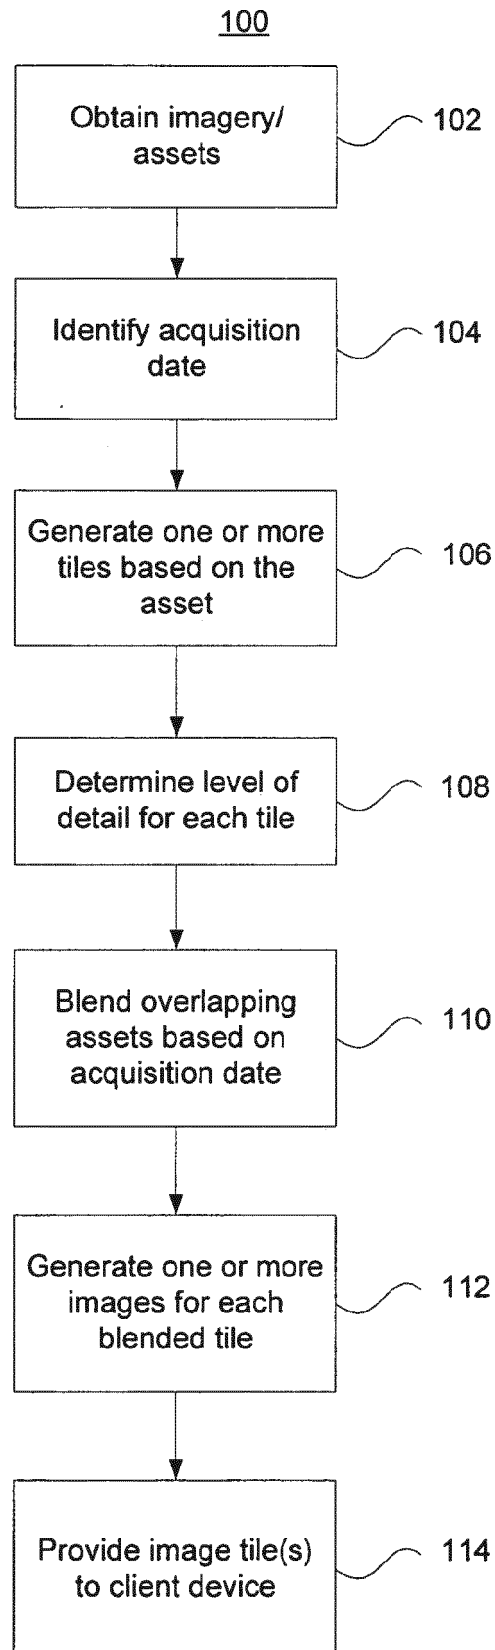 100
Obtain imagery/
assets
102
Identify acquisition
date
104
Generate one or more
tiles based on the
asset
106
Determine level of
detail for each tile
108
Blend overlapping
assets based on
acquisition date
110
Generate one or more
images for each
blended tile
112
Provide image tile(s)
to client device
114